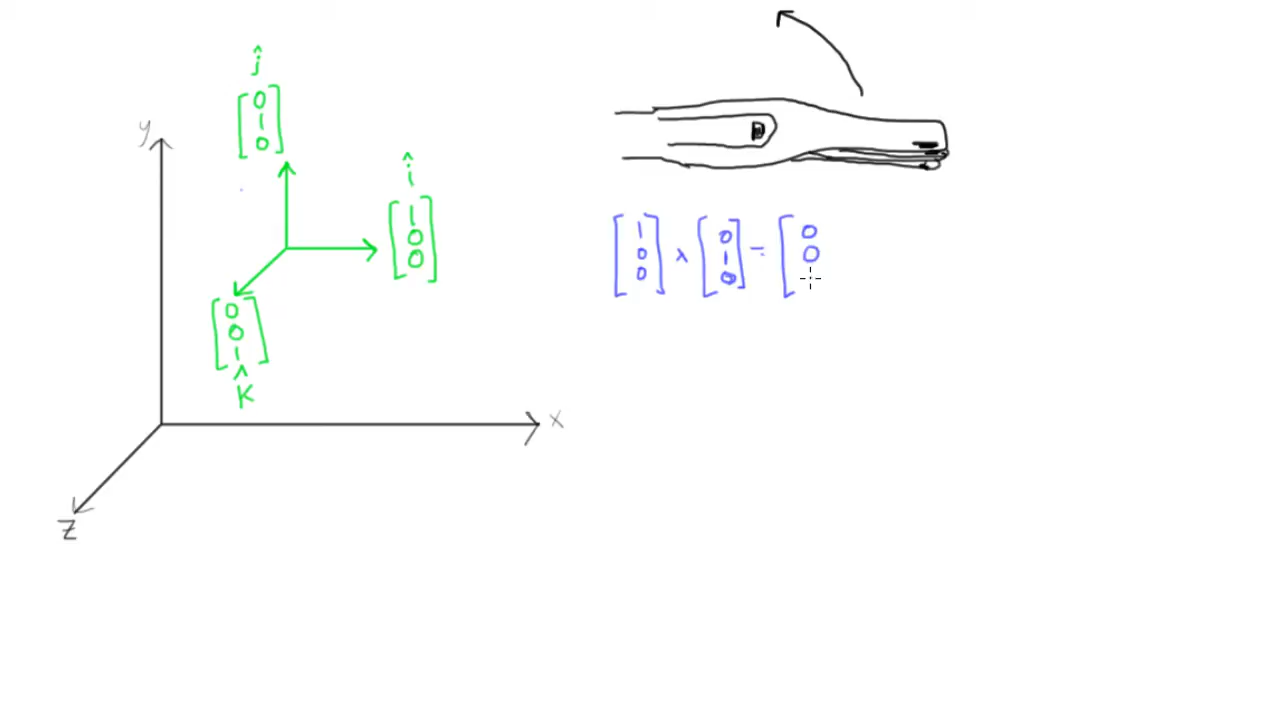 ĵ
[0
1
0]
y
î
[1
0
0]
[0
0
1]
k̂
x
z
[1
0
0] × [0
1
0] = [0
0